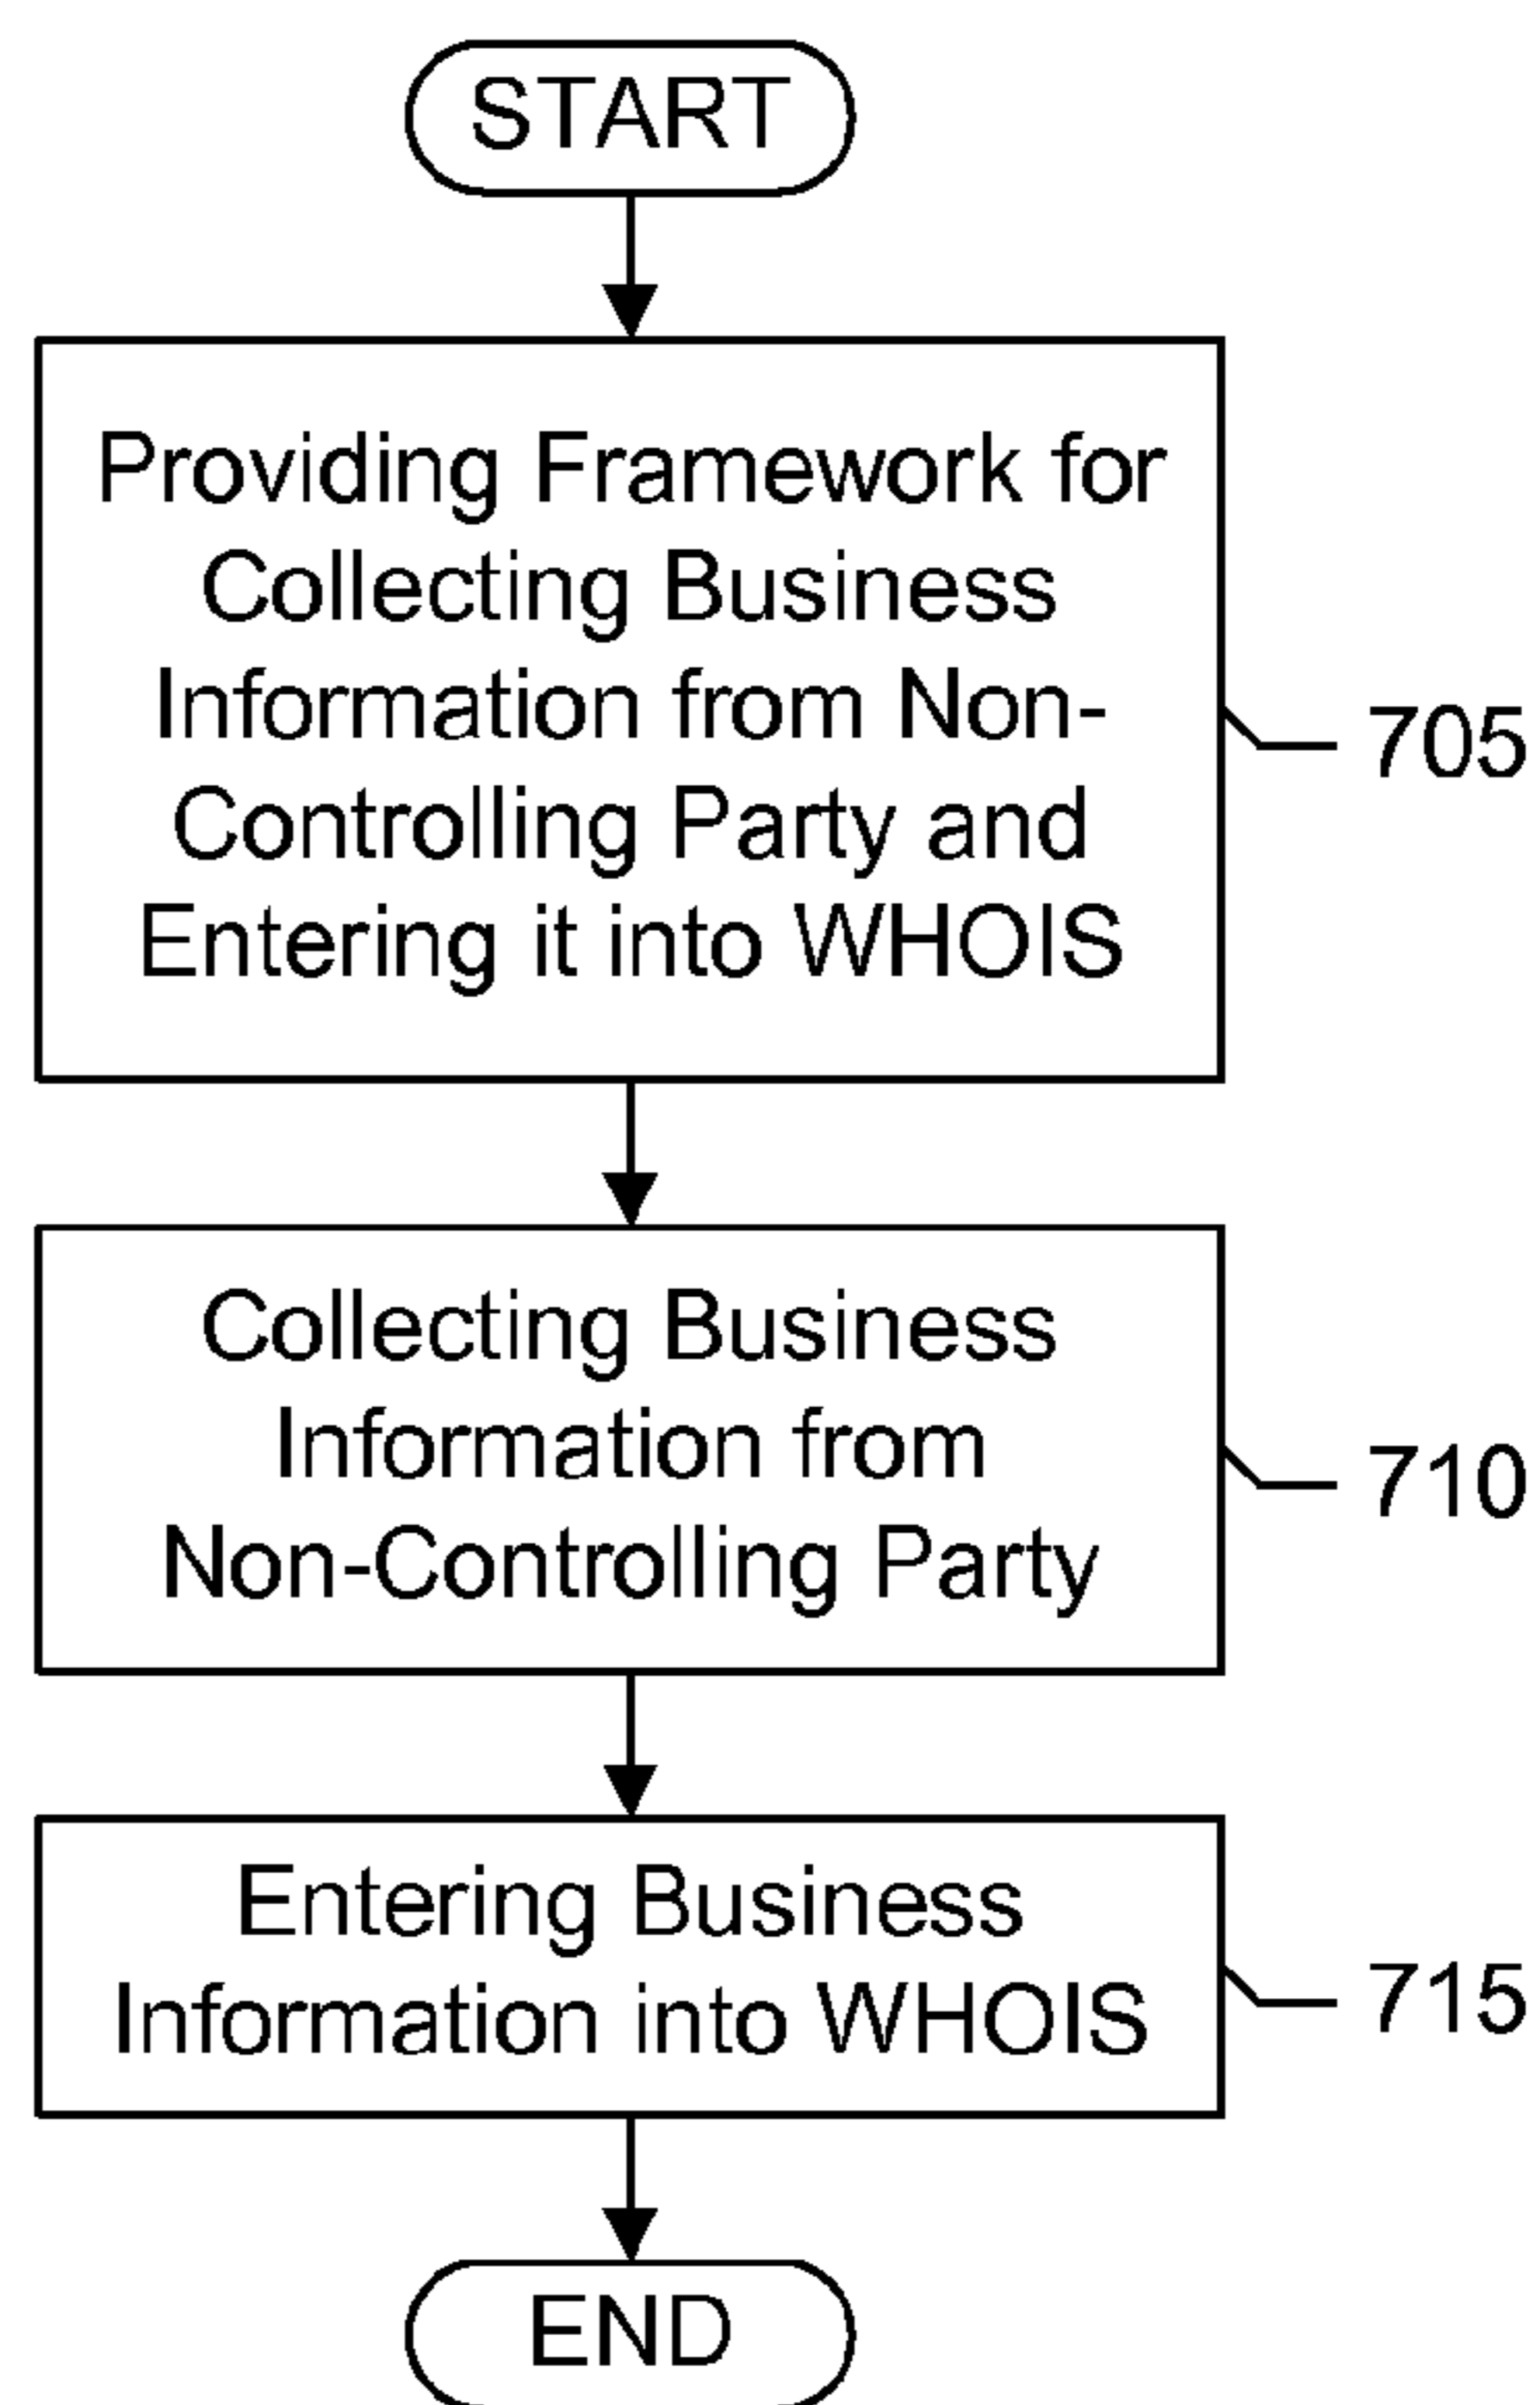 START
Providing Framework for
Collecting Business
Information from Non-
Controlling Party and
Entering it into WHOIS
705
Collecting Business
Information from
Non-Controlling Party
710
Entering Business
Information into WHOIS
715
END